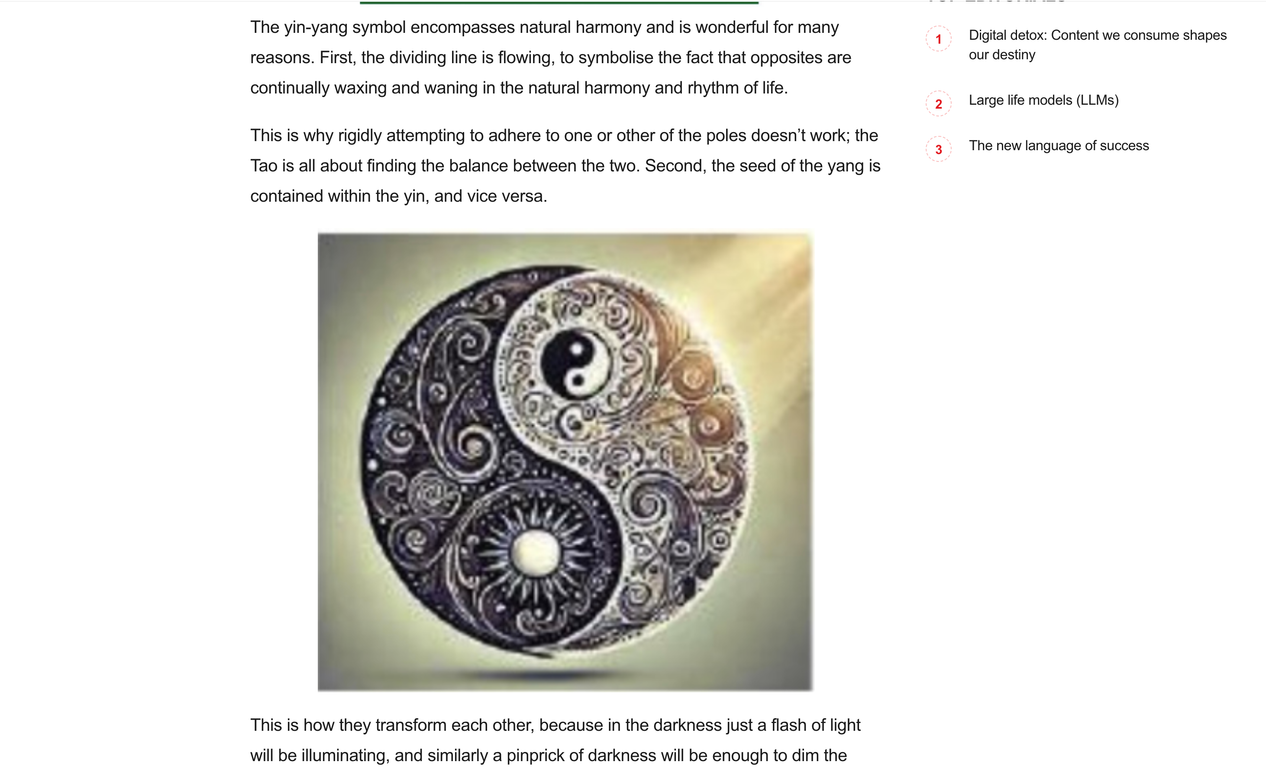 The yin-yang symbol encompasses natural harmony and is wonderful for many
reasons. First, the dividing line is flowing, to symbolise the fact that opposites are
continually waxing and waning in the natural harmony and rhythm of life.
This is why rigidly attempting to adhere to one or other of the poles doesn’t work; the
Tao is all about finding the balance between the two. Second, the seed of the yang is
contained within the yin, and vice versa.
This is how they transform each other, because in the darkness just a flash of light
will be illuminating, and similarly a pinprick of darkness will be enough to dim the
1 Digital detox: Content we consume shapes
our destiny
2 Large life models (LLMs)
3 The new language of success